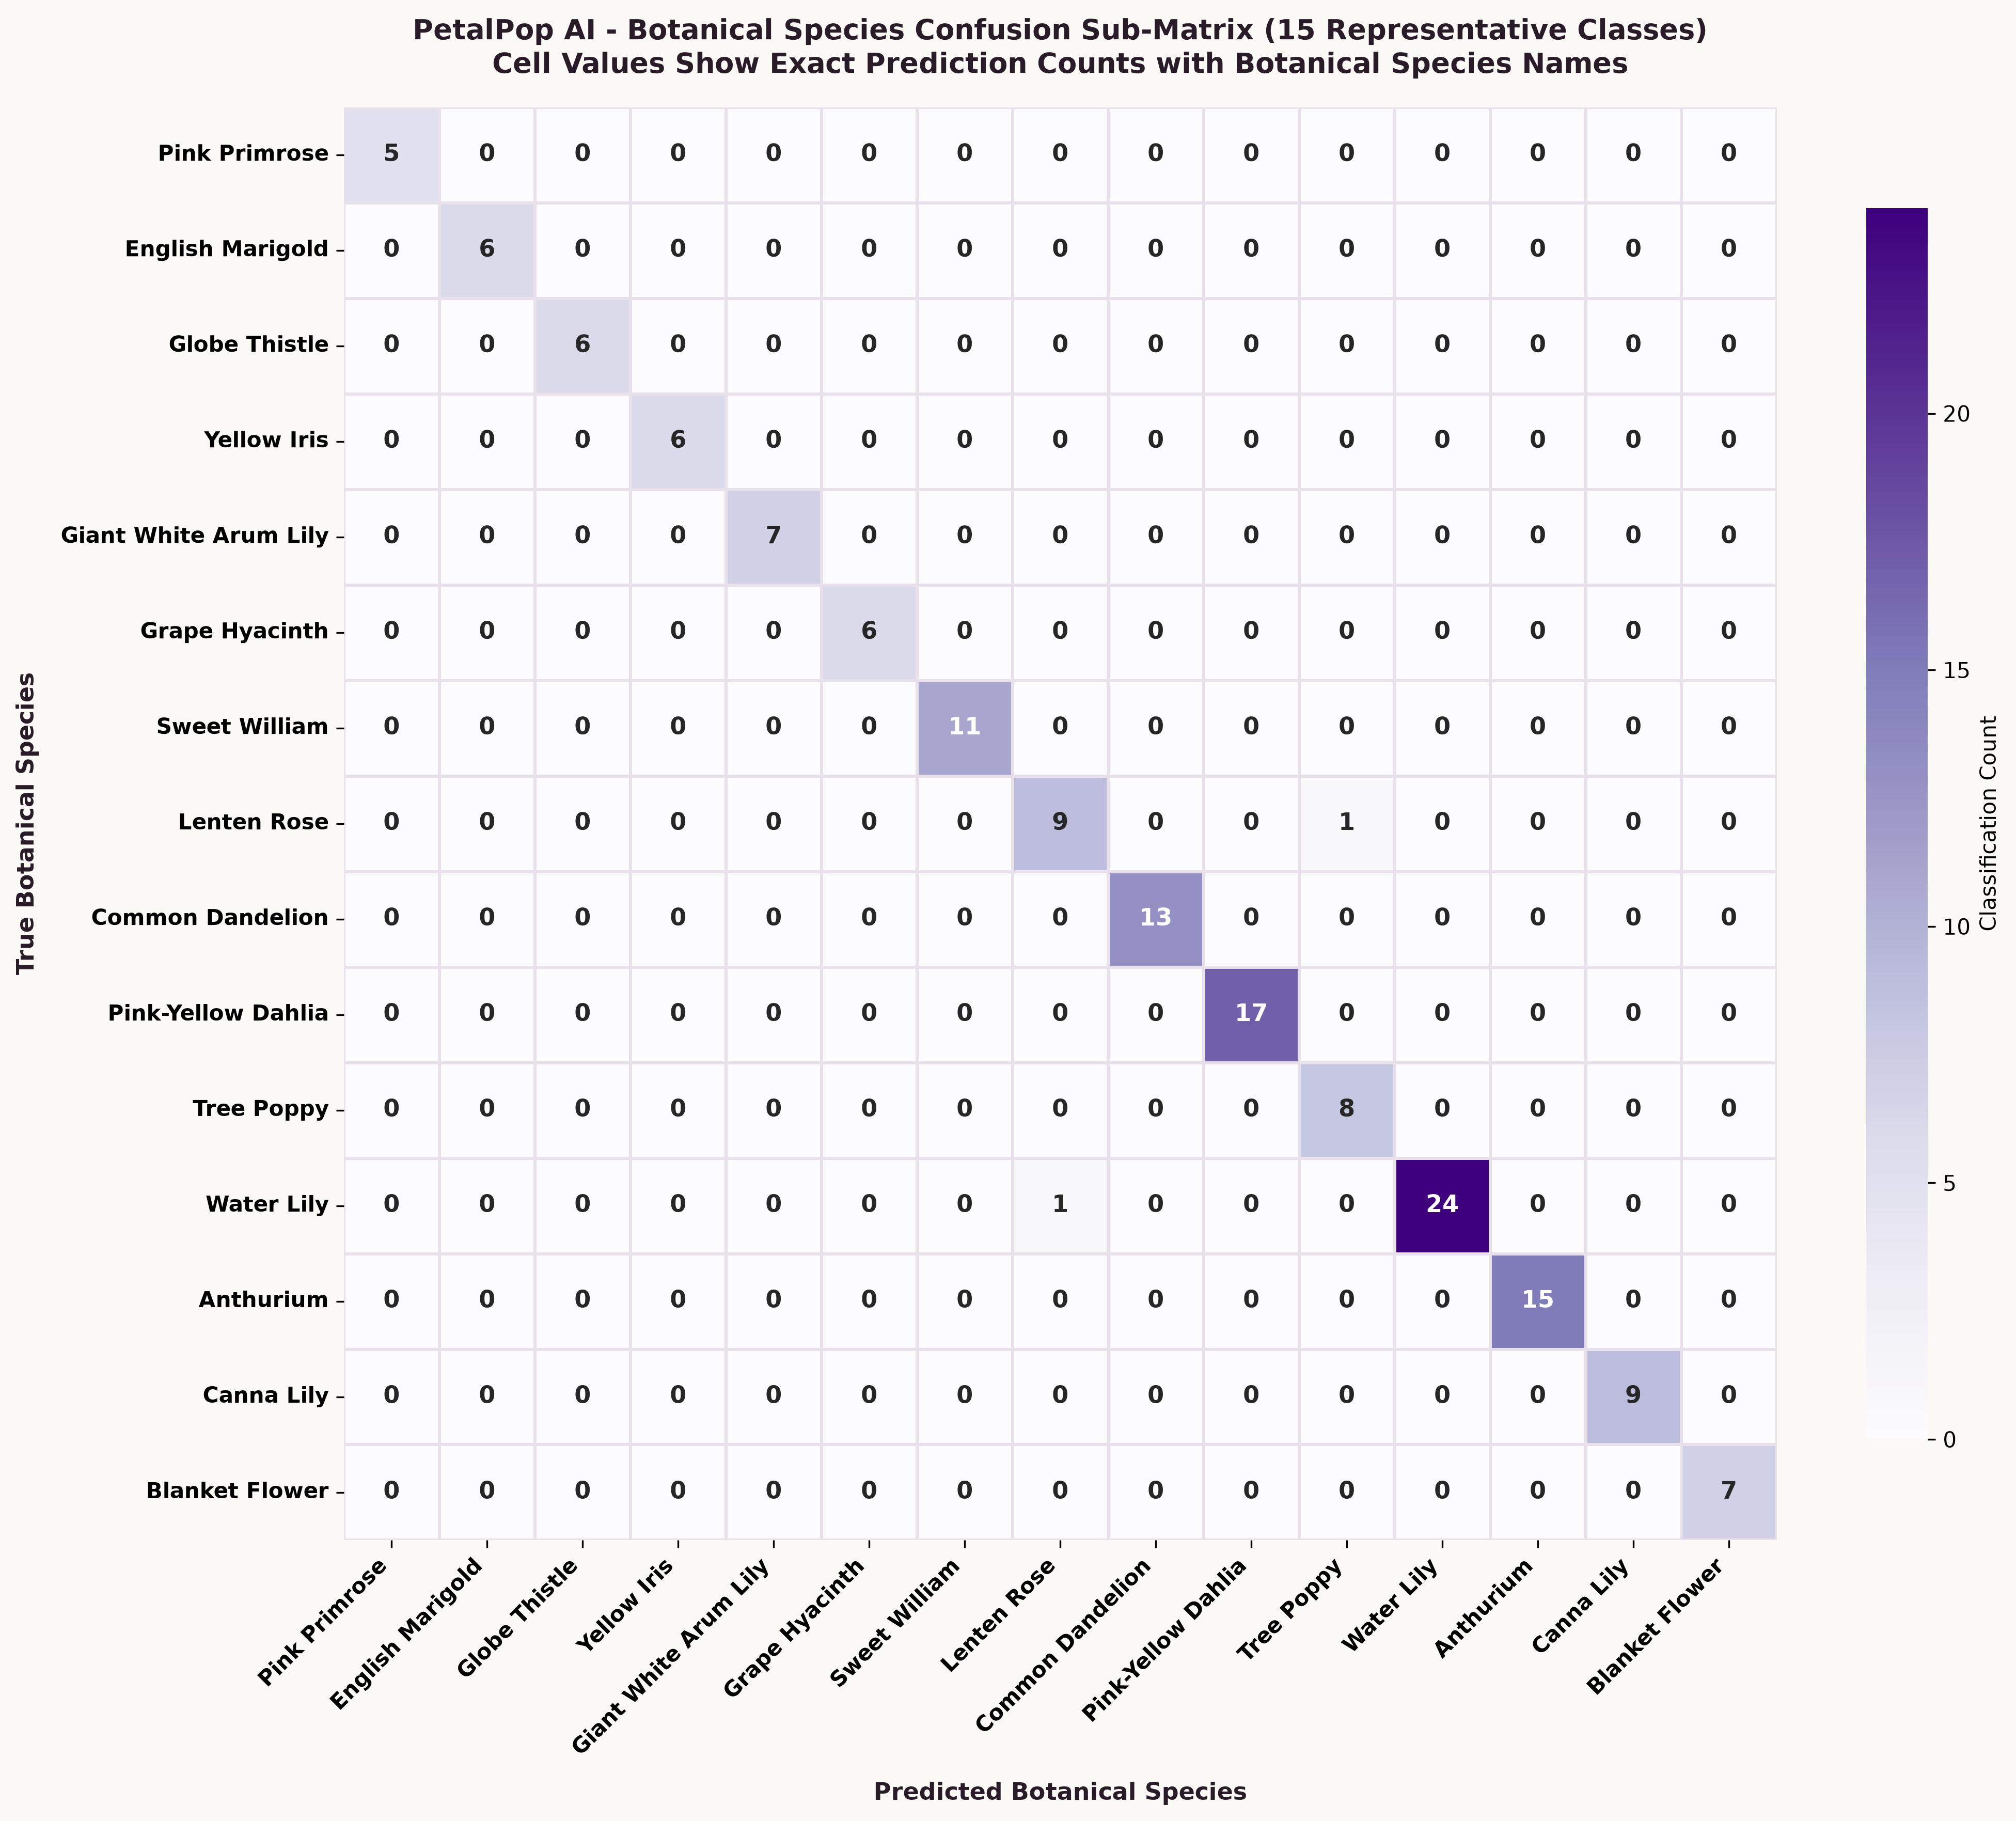 PetalPop AI - Botanical Species Confusion Sub-Matrix (15 Representative Classes)
Cell Values Show Exact Prediction Counts with Botanical Species Names
True Botanical Species
Pink Primrose 5 0 0 0 0 0 0 0 0 0 0 0 0 0 0
English Marigold 0 6 0 0 0 0 0 0 0 0 0 0 0 0 0
Globe Thistle 0 0 6 0 0 0 0 0 0 0 0 0 0 0 0
Yellow Iris 0 0 0 6 0 0 0 0 0 0 0 0 0 0 0
Giant White Arum Lily 0 0 0 0 7 0 0 0 0 0 0 0 0 0 0
Grape Hyacinth 0 0 0 0 0 6 0 0 0 0 0 0 0 0 0
Sweet William 0 0 0 0 0 0 11 0 0 0 0 0 0 0 0
Lenten Rose 0 0 0 0 0 0 0 9 0 0 1 0 0 0 0
Common Dandelion 0 0 0 0 0 0 0 0 13 0 0 0 0 0 0
Pink-Yellow Dahlia 0 0 0 0 0 0 0 0 0 17 0 0 0 0 0
Tree Poppy 0 0 0 0 0 0 0 0 0 0 8 0 0 0 0
Water Lily 0 0 0 0 0 0 0 1 0 0 0 24 0 0 0
Anthurium 0 0 0 0 0 0 0 0 0 0 0 0 15 0 0
Canna Lily 0 0 0 0 0 0 0 0 0 0 0 0 0 9 0
Blanket Flower 0 0 0 0 0 0 0 0 0 0 0 0 0 0 7
Pink Primrose
English Marigold
Globe Thistle
Yellow Iris
Giant White Arum Lily
Grape Hyacinth
Sweet William
Lenten Rose
Common Dandelion
Pink-Yellow Dahlia
Tree Poppy
Water Lily
Anthurium
Canna Lily
Blanket Flower
Predicted Botanical Species
20
15
10
5
0
Classification Count